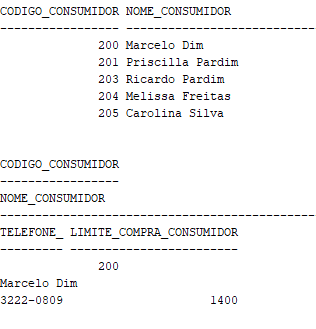 CODIGO_CONSUMIDOR NOME_CONSUMIDOR
----------------- ---------------------------
200 Marcelo Dim
201 Priscilla Pardim
203 Ricardo Pardim
204 Melissa Freitas
205 Carolina Silva
CODIGO_CONSUMIDOR
-----------------
NOME_CONSUMIDOR
---------------------------------------------
TELEFONE_ LIMITE_COMPRA_CONSUMIDOR
--------- ------------------------
200
Marcelo Dim
3222-0809 1400